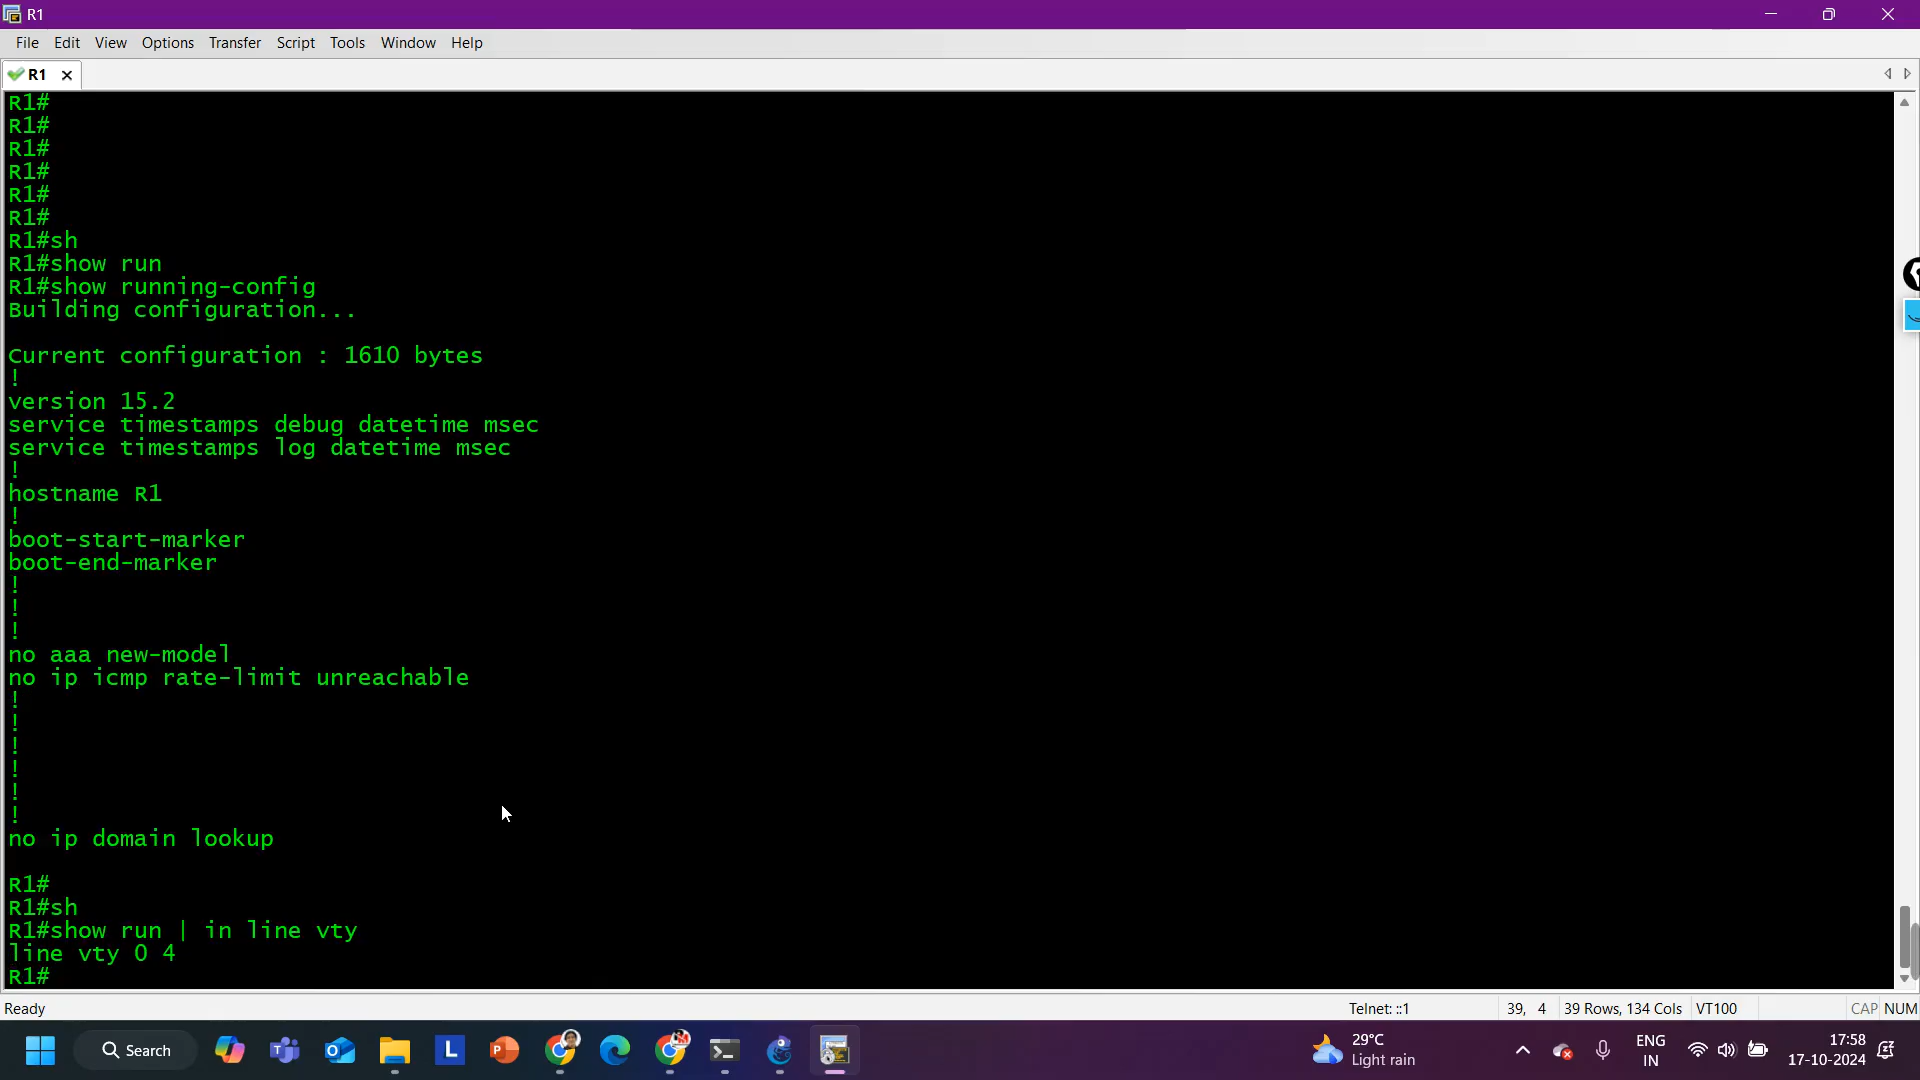 R1
File Edit View Options Transfer Script Tools Window Help
R1
R1#
R1#
R1#
R1#
R1#
R1#
R1#sh
R1#show run
R1#show running-config
Building configuration...
Current configuration : 1610 bytes
!
version 15.2
service timestamps debug datetime msec
service timestamps log datetime msec
!
hostname R1
!
boot-start-marker
boot-end-marker
!
!
!
no aaa new-model
no ip icmp rate-limit unreachable
!
!
!
!
!
!
no ip domain lookup
R1#
R1#sh
R1#show run | in line vty
line vty 0 4
R1#
Ready Telnet: ::1 39, 4 39 Rows, 134 Cols VT100 CAP NUM
Search L P 29°C ENG 17:58
Light rain IN 17-10-2024